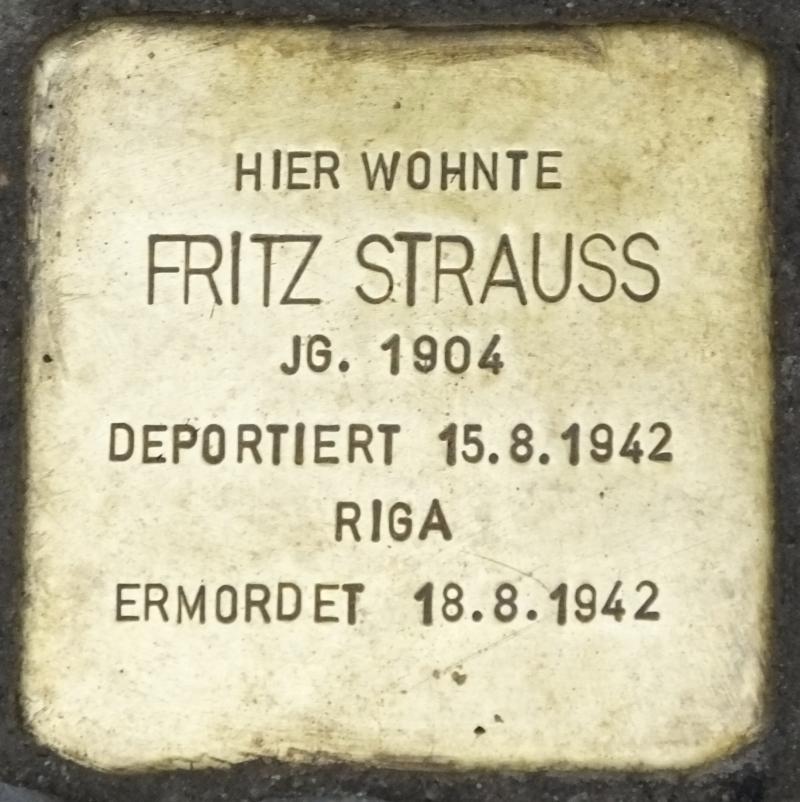 HIER WOHNTE
FRITZ STRAUSS
JG. 1904
DEPORTIERT 15.8.1942
RIGA
ERMORDET 18.8.1942